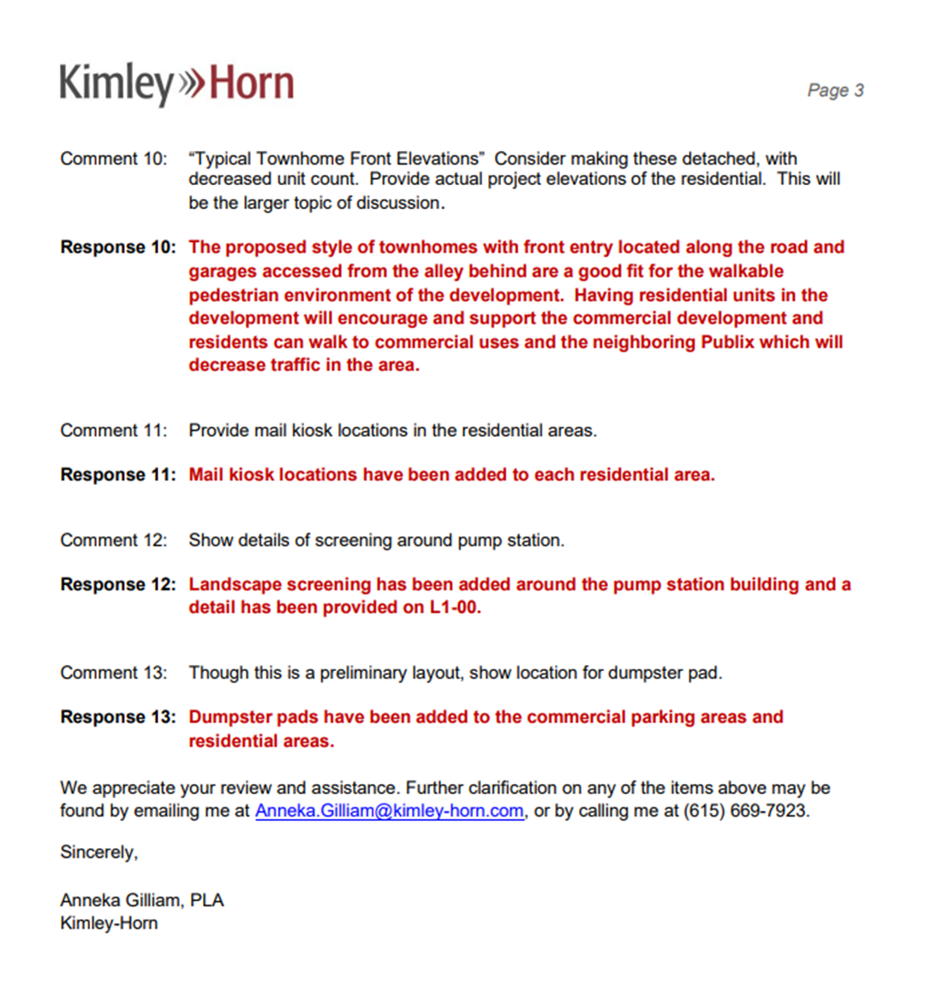 Kimley»Horn
Page 3
Comment 10: “Typical Townhome Front Elevations” Consider making these detached, with
decreased unit count. Provide actual project elevations of the residential. This will
be the larger topic of discussion.
Response 10: The proposed style of townhomes with front entry located along the road and
garages accessed from the alley behind are a good fit for the walkable
pedestrian environment of the development. Having residential units in the
development will encourage and support the commercial development and
residents can walk to commercial uses and the neighboring Publix which will
decrease traffic in the area.
Comment 11: Provide mail kiosk locations in the residential areas.
Response 11: Mail kiosk locations have been added to each residential area.
Comment 12: Show details of screening around pump station.
Response 12: Landscape screening has been added around the pump station building and a
detail has been provided on L1-00.
Comment 13: Though this is a preliminary layout, show location for dumpster pad.
Response 13: Dumpster pads have been added to the commercial parking areas and
residential areas.
We appreciate your review and assistance. Further clarification on any of the items above may be
found by emailing me at Anneka.Gilliam@kimley-horn.com, or by calling me at (615) 669-7923.
Sincerely,
Anneka Gilliam, PLA
Kimley-Horn